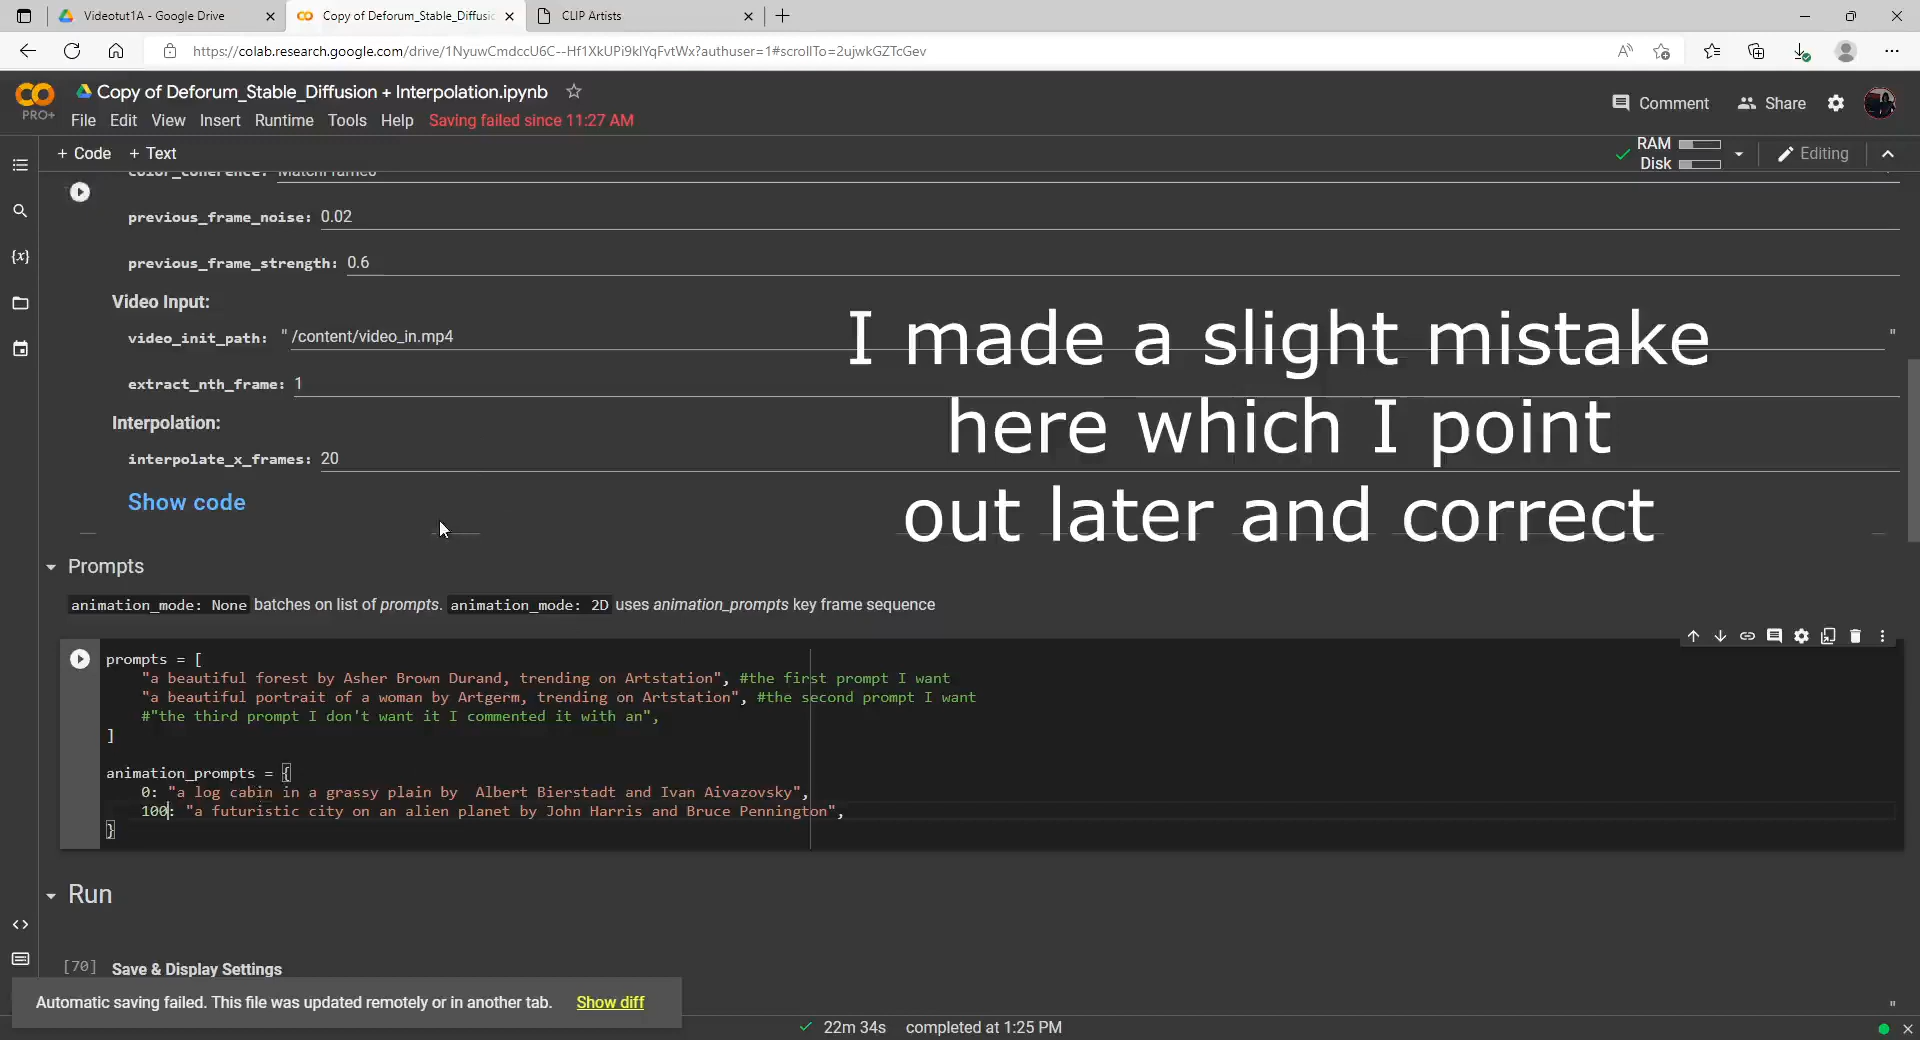 Videotut1A - Google Drive
Copy of Deforum_Stable_Diffusic
CLIP Artists
https://colab.research.google.com/drive/1NyuwCmdccU6C--Hf1XkUPi9klYqFvtWx?authuser=1#scrollTo=2ujwkGZTcGev
CO
PRO+
Copy of Deforum_Stable_Diffusion + Interpolation.ipynb
Comment
Share
File Edit View Insert Runtime Tools Help Saving failed since 11:27 AM
+ Code + Text
RAM
Disk
Editing
color_coherence: MatchFrame0
previous_frame_noise: 0.02
previous_frame_strength: 0.6
Video Input:
video_init_path: "/content/video_in.mp4 "
extract_nth_frame: 1
Interpolation:
interpolate_x_frames: 20
Show code
I made a slight mistake
here which I point
out later and correct
Prompts
animation_mode: None batches on list of prompts. animation_mode: 2D uses animation_prompts key frame sequence
prompts = [
"a beautiful forest by Asher Brown Durand, trending on Artstation", #the first prompt I want
"a beautiful portrait of a woman by Artgerm, trending on Artstation", #the second prompt I want
#"the third prompt I don't want it I commented it with an",
]
animation_prompts = {
0: "a log cabin in a grassy plain by  Albert Bierstadt and Ivan Aivazovsky",
100: "a futuristic city on an alien planet by John Harris and Bruce Pennington",
}
Run
[70] Save & Display Settings
Automatic saving failed. This file was updated remotely or in another tab. Show diff
"
22m 34s completed at 1:25 PM